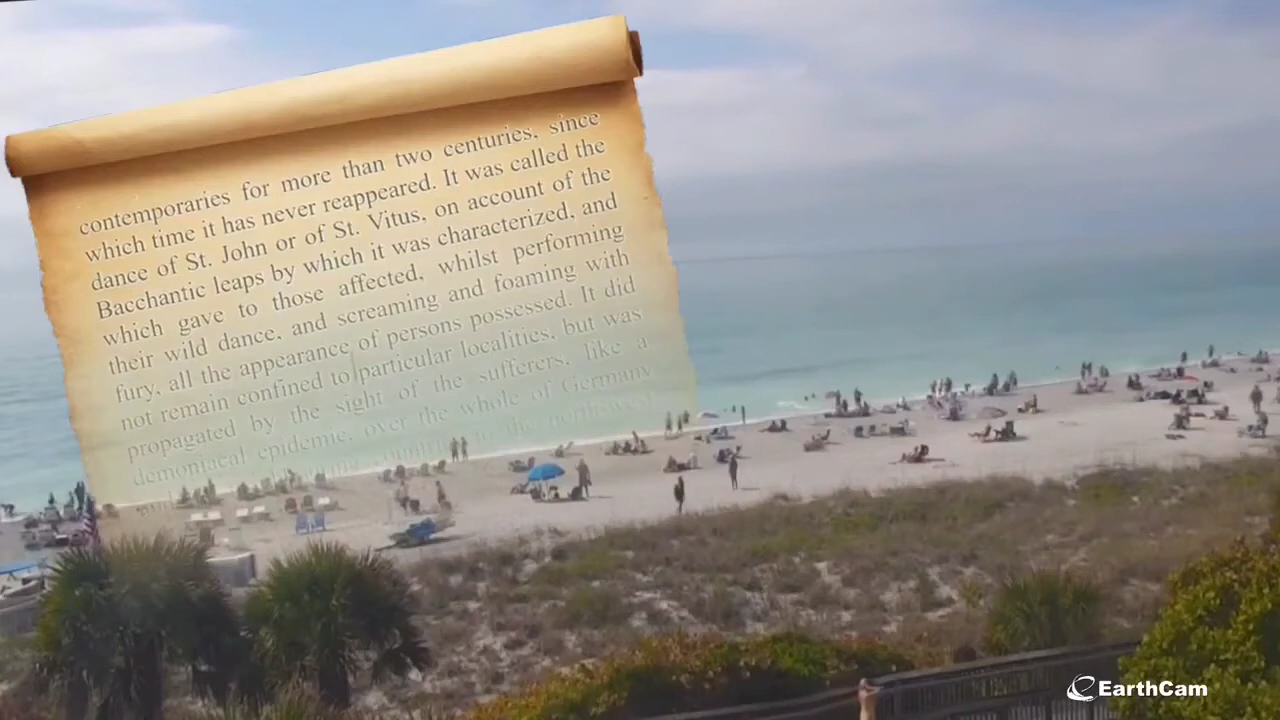 contemporaries for more than two centuries, since
which time it has never reappeared. It was called the
dance of St. John or of St. Vitus, on account of the
Bacchantic leaps by which it was characterized, and
which gave to those affected, whilst performing
their wild dance, and screaming and foaming with
fury, all the appearance of persons possessed. It did
not remain confined to particular localities, but was
propagated by the sight of the sufferers, like a
demoniacal epidemic, over the whole of Germany
to the northwest
EarthCam